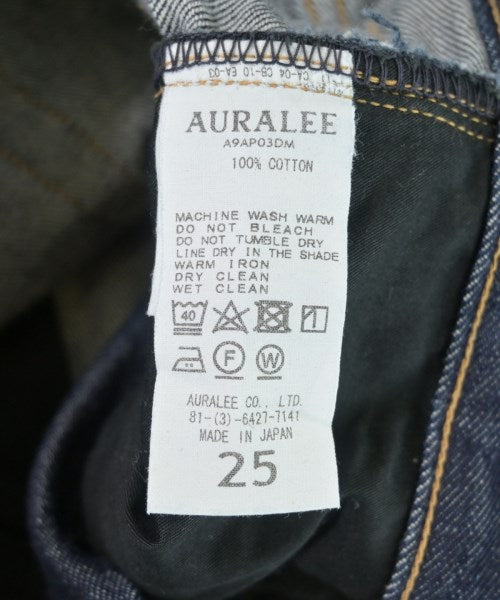 AURALEE
A9AP03DM
100% COTTON
MACHINE WASH WARM
DO NOT BLEACH
DO NOT TUMBLE DRY
LINE DRY IN THE SHADE
WARM IRON
DRY CLEAN
WET CLEAN
40
F W
AURALEE CO., LTD.
81-(3)-6427-7141
MADE IN JAPAN
25